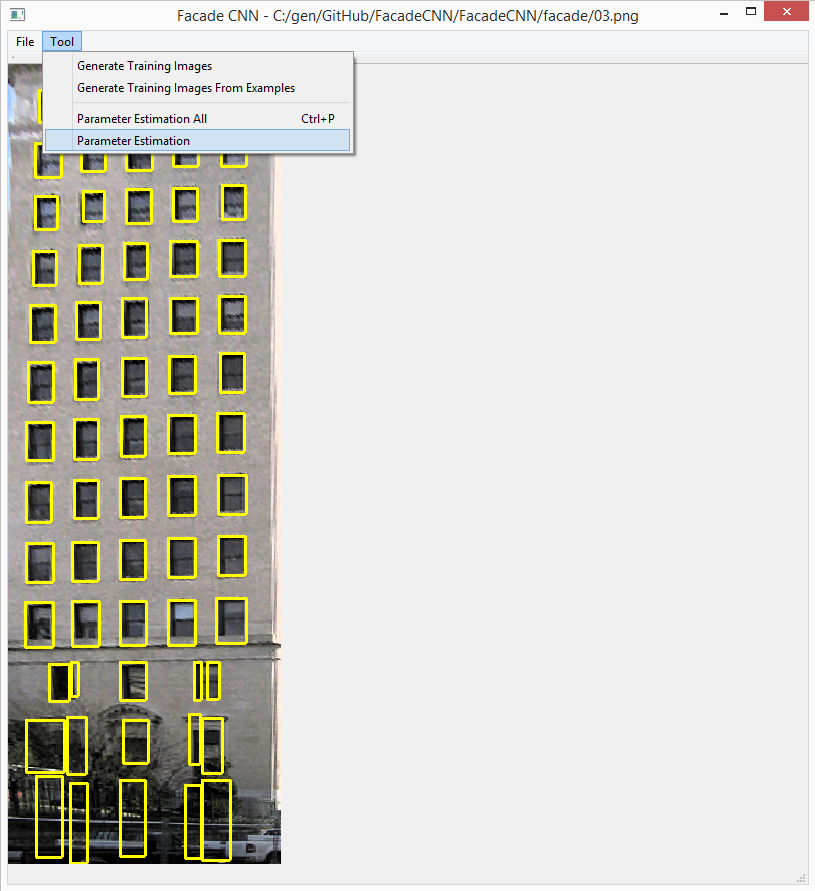 Facade CNN - C:/gen/GitHub/FacadeCNN/FacadeCNN/facade/03.png
File Tool
Generate Training Images
Generate Training Images From Examples
Parameter Estimation All Ctrl+P
Parameter Estimation